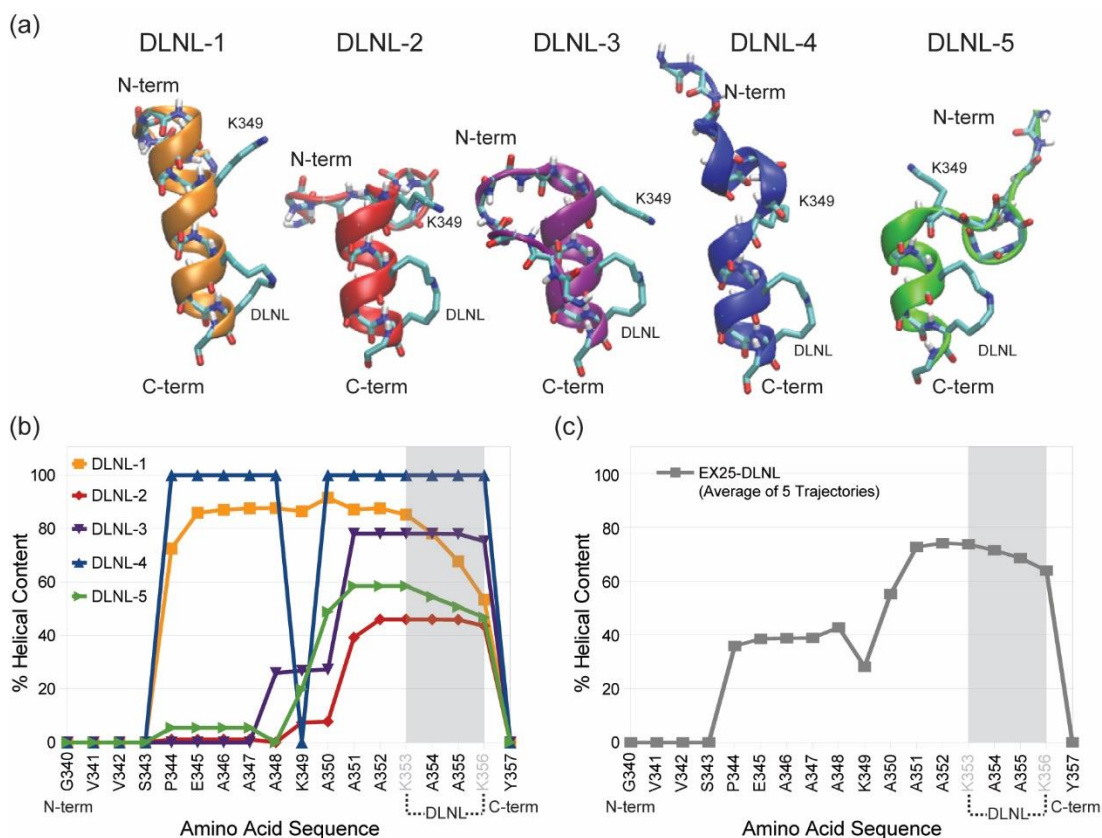 (a)
DLNL-1
DLNL-2
DLNL-3
DLNL-4
DLNL-5
N-term
K349
DLNL
C-term
N-term
K349
DLNL
C-term
N-term
K349
DLNL
C-term
N-term
K349
DLNL
C-term
N-term
K349
DLNL
C-term
(b)
% Helical Content
100
80
60
40
20
0
DLNL-1
DLNL-2
DLNL-3
DLNL-4
DLNL-5
G340 V341 V342 S343 P344 E345 A346 A347 A348 K349 A350 A351 A352 K353 A354 A355 K356 Y357
N-term DLNL C-term
Amino Acid Sequence
(c)
% Helical Content
100
80
60
40
20
0
EX25-DLNL
(Average of 5 Trajectories)
G340 V341 V342 S343 P344 E345 A346 A347 A348 K349 A350 A351 A352 K353 A354 A355 K356 Y357
N-term DLNL C-term
Amino Acid Sequence